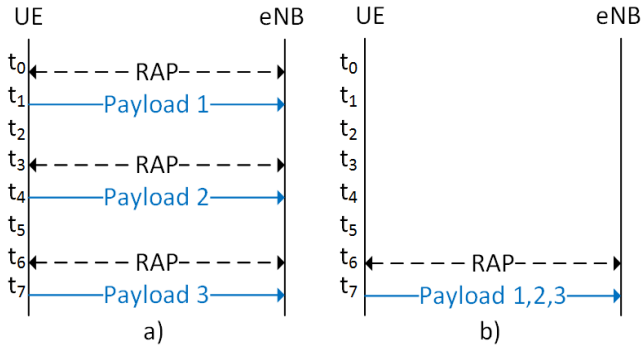 UE eNB
t0 RAP
t1 Payload 1
t2
t3 RAP
t4 Payload 2
t5
t6 RAP
t7 Payload 3
a)
UE eNB
t0
t1
t2
t3
t4
t5
t6 RAP
t7 Payload 1,2,3
b)